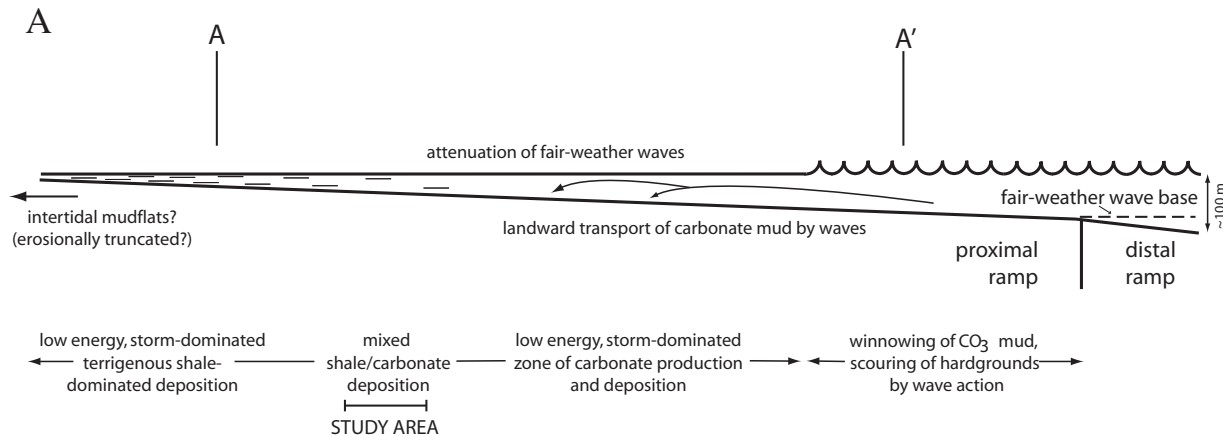 A
A
A'
attenuation of fair-weather waves
fair-weather wave base
~100 m
intertidal mudflats?
(erosionally truncated?)
landward transport of carbonate mud by waves
proximal
ramp
distal
ramp
low energy, storm-dominated
terrigenous shale-
dominated deposition
mixed
shale/carbonate
deposition
STUDY AREA
low energy, storm-dominated
zone of carbonate production
and deposition
winnowing of CO3 mud,
scouring of hardgrounds
by wave action